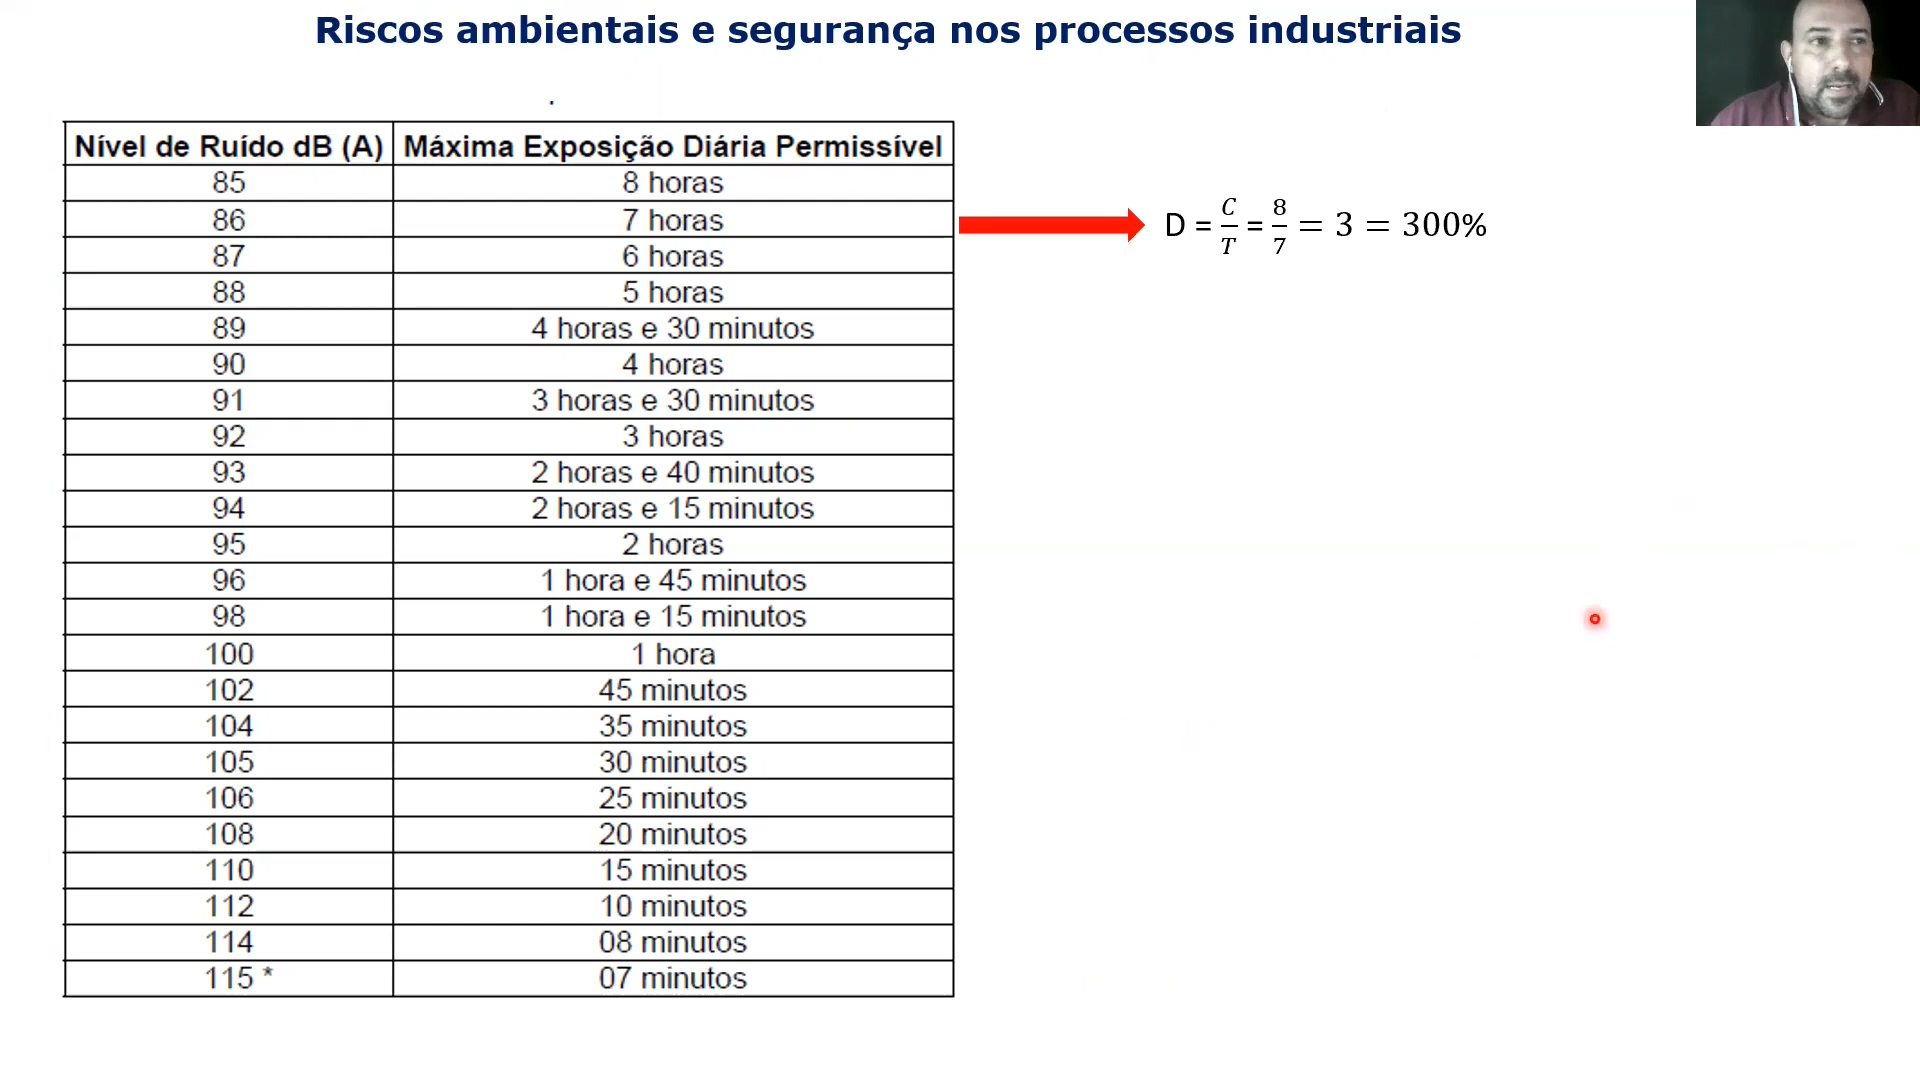 Riscos ambientais e segurança nos processos industriais
.
Nível de Ruído dB (A) Máxima Exposição Diária Permissível
85 8 horas
86 7 horas
87 6 horas
88 5 horas
89 4 horas e 30 minutos
90 4 horas
91 3 horas e 30 minutos
92 3 horas
93 2 horas e 40 minutos
94 2 horas e 15 minutos
95 2 horas
96 1 hora e 45 minutos
98 1 hora e 15 minutos
100 1 hora
102 45 minutos
104 35 minutos
105 30 minutos
106 25 minutos
108 20 minutos
110 15 minutos
112 10 minutos
114 08 minutos
115 * 07 minutos
D = C/T = 8/7 = 3 = 300%